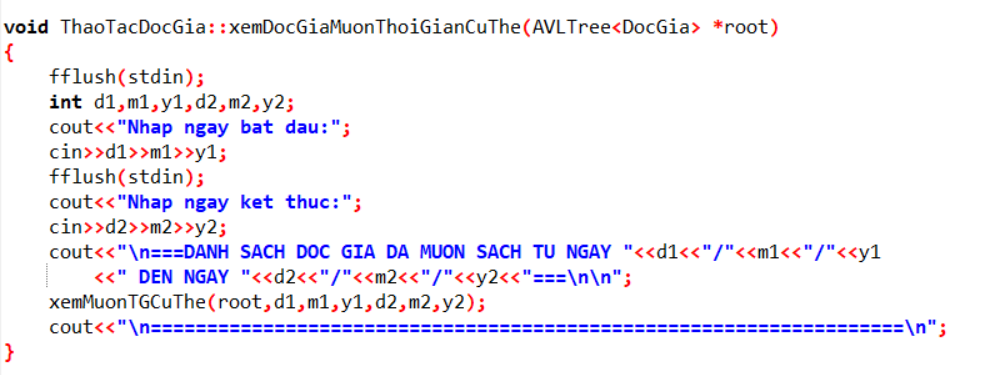 void ThaoTacDocGia::xemDocGiaMuonThoiGianCuThe(AVLTree<DocGia> *root)
{
    fflush(stdin);
    int d1,m1,y1,d2,m2,y2;
    cout<<"Nhap ngay bat dau:";
    cin>>d1>>m1>>y1;
    fflush(stdin);
    cout<<"Nhap ngay ket thuc:";
    cin>>d2>>m2>>y2;
    cout<<"\n===DANH SACH DOC GIA DA MUON SACH TU NGAY "<<d1<<"/"<<m1<<"/"<<y1
        <<" DEN NGAY "<<d2<<"/"<<m2<<"/"<<y2<<"===\n\n";
    xemMuonTGCuThe(root,d1,m1,y1,d2,m2,y2);
    cout<<"\n===================================================================\n";
}